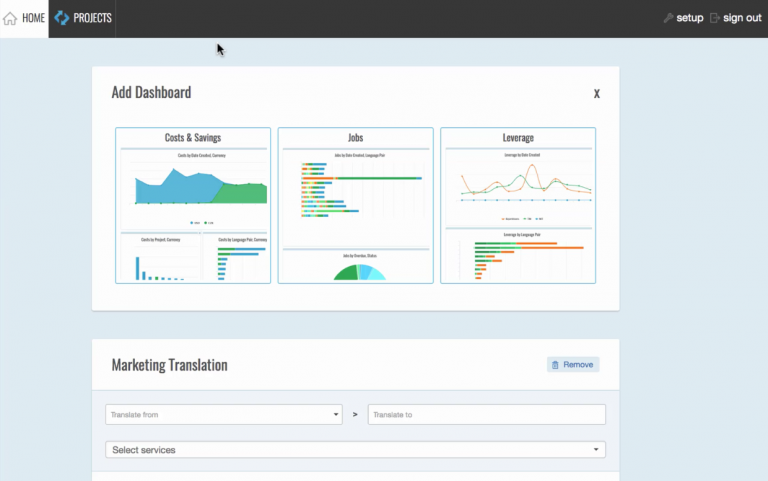 HOME
PROJECTS
setup
sign out
Add Dashboard
x
Costs & Savings
Jobs
Leverage
Costs by Date Created, Currency
Jobs by Date Created, Language Pair
Leverage by Date Created
Costs by Project, Currency
Costs by Language Pair, Currency
Jobs by Overdue, Status
Leverage by Language Pair
Marketing Translation
Remove
Translate from
>
Translate to
Select services